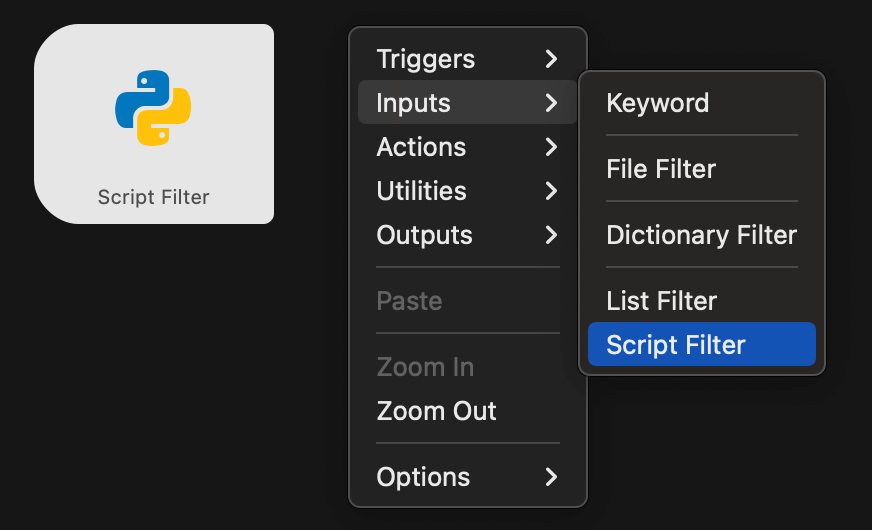 Script Filter
Triggers
Inputs
Actions
Utilities
Outputs
Paste
Zoom In
Zoom Out
Options
Keyword
File Filter
Dictionary Filter
List Filter
Script Filter